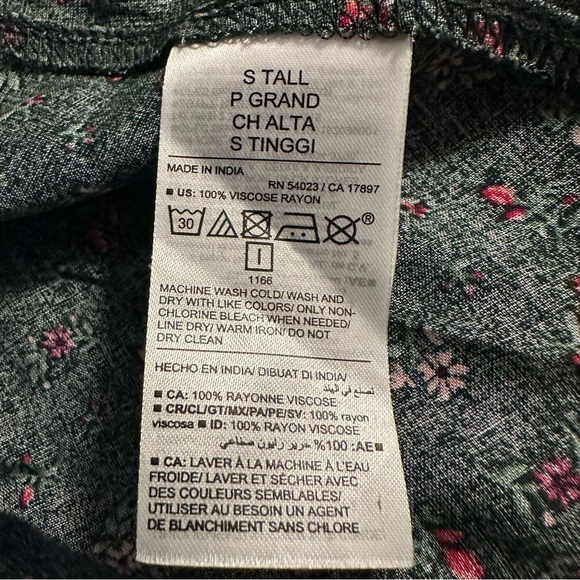 S TALL
P GRAND
CH ALTA
S TINGGI
MADE IN INDIA
RN 54023 / CA 17897
■ US: 100% VISCOSE RAYON
30
®
1166
MACHINE WASH COLD/ WASH AND
DRY WITH LIKE COLORS/ ONLY NON-
CHLORINE BLEACH WHEN NEEDED/
LINE DRY/ WARM IRON/ DO NOT
DRY CLEAN
HECHO EN INDIA/ DIBUAT DI INDIA/
تصنع في الهند
■ CA: 100% RAYONNE VISCOSE
■ CR/CL/GT/MX/PA/PE/SV: 100% rayon
viscosa ■ ID: 100% RAYON VISCOSA
■ AE: 100% حرير رايون صناعي
■ CA: LAVER À LA MACHINE À L'EAU
FROIDE/ LAVER ET SÉCHER AVEC
DES COULEURS SEMBLABLES/
UTILISER AU BESOIN UN AGENT
DE BLANCHIMENT SANS CHLORE